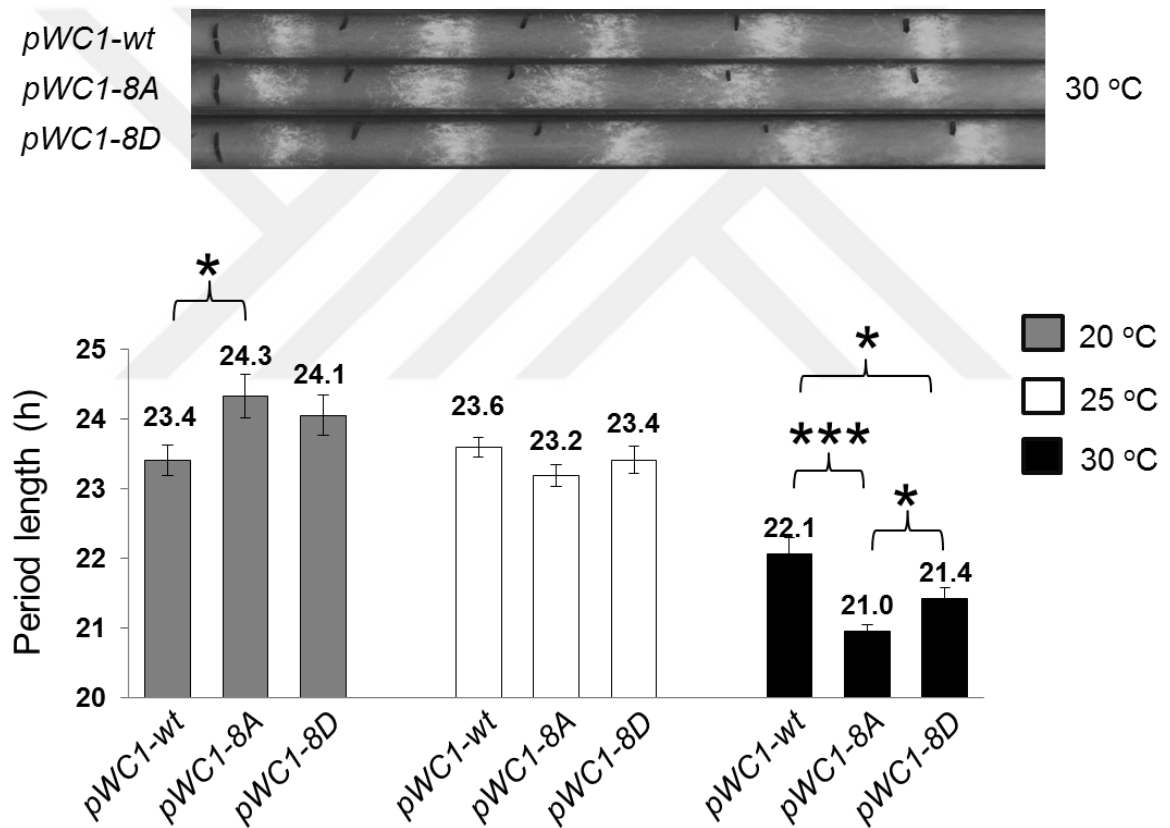 pWC1-wt
pWC1-8A
pWC1-8D
30 °C
*
*
***
*
20 °C
25 °C
30 °C
Period length (h)
25
24
23
22
21
20
23.4
24.3
24.1
23.6
23.2
23.4
22.1
21.0
21.4
pWC1-wt
pWC1-8A
pWC1-8D
pWC1-wt
pWC1-8A
pWC1-8D
pWC1-wt
pWC1-8A
pWC1-8D